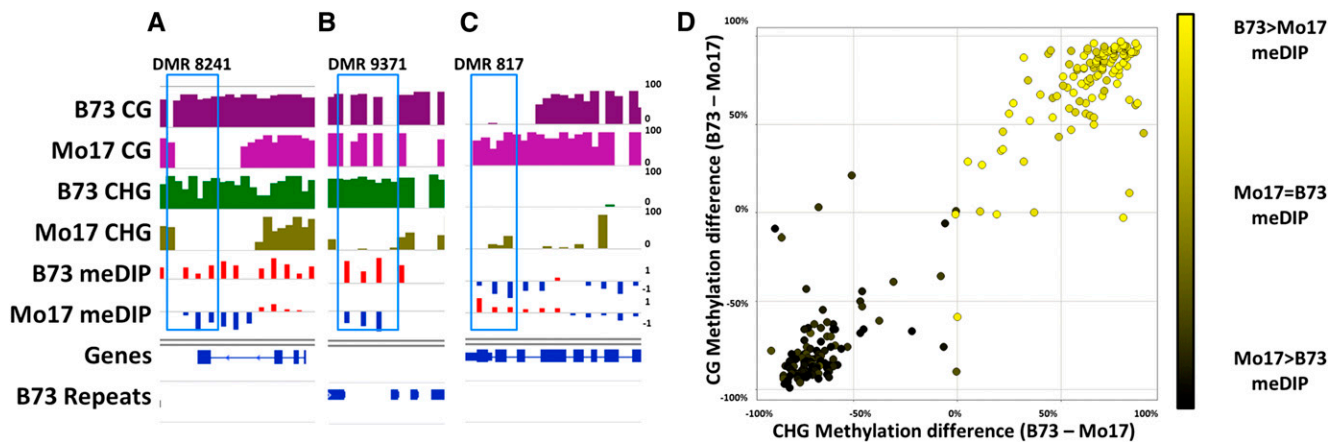 A
B
C
D
DMR 8241
DMR 9371
DMR 817
B73 CG
Mo17 CG
B73 CHG
Mo17 CHG
B73 meDIP
Mo17 meDIP
Genes
B73 Repeats
100
0
100
0
100
100
0
1
-1
1
-1
CG Methylation difference (B73 – Mo17)
100%
50%
0%
-50%
-100%
-100%
-50%
0%
50%
100%
CHG Methylation difference (B73 – Mo17)
B73>Mo17
meDIP
Mo17=B73
meDIP
Mo17>B73
meDIP